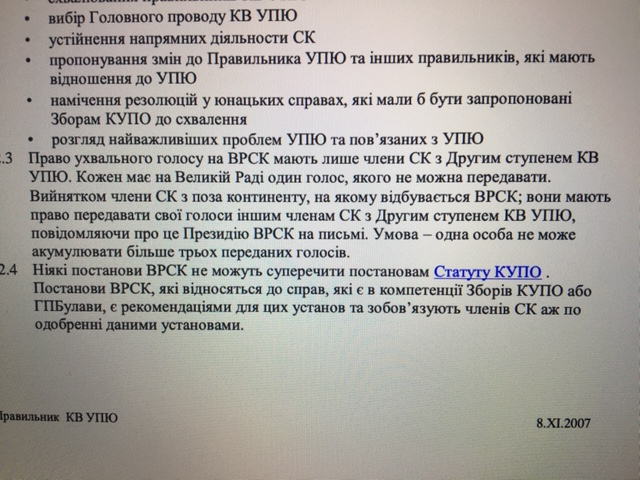 • вибір Головного проводу КВ УПЮ
• устійнення напрямних діяльности СК
• пропонування змін до Правильника УПЮ та інших правильників, які мають
відношення до УПЮ
• намічення резолюцій у юнацьких справах, які мали б бути запропоновані
Зборам КУПО до схвалення
• розгляд найважливіших проблем УПЮ та пов’язаних з УПЮ
.3 Право ухвального голосу на ВРСК мають лише члени СК з Другим ступенем КВ
УПЮ. Кожен має на Великій Раді один голос, якого не можна передавати.
Вийнятком члени СК з поза континенту, на якому відбувається ВРСК; вони мають
право передавати свої голоси іншим членам СК з Другим ступенем КВ УПЮ,
повідомляючи про це Президію ВРСК на письмі. Умова – одна особа не може
акумулювати більше трьох переданих голосів.
2.4 Ніякі постанови ВРСК не можуть суперечити постановам Статуту КУПО .
Постанови ВРСК, які відносяться до справ, які є в компетенції Зборів КУПО або
ГПБулави, є рекомендаціями для цих установ та зобов’язують членів СК аж по
одобренні даними установами.
Правильник КВ УПЮ
8.XI.2007